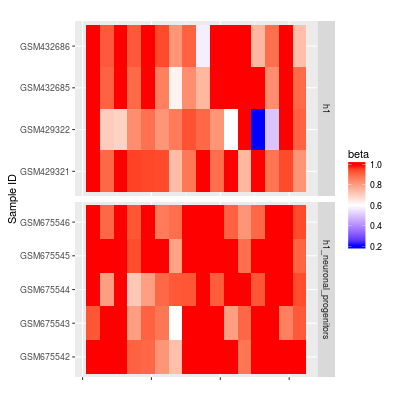 Sample ID
GSM432686
GSM432685
GSM429322
GSM429321
h1
GSM675546
GSM675545
GSM675544
GSM675543
GSM675542
h1_neuronal_progenitors
beta
1.0
0.8
0.6
0.4
0.2